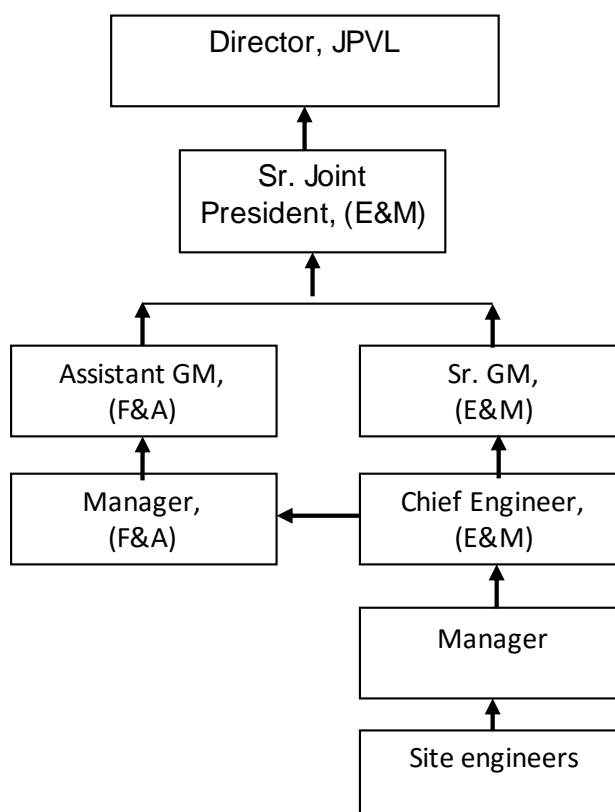 Director, JPVL
Sr. Joint
President, (E&M)
Assistant GM,
(F&A)
Sr. GM,
(E&M)
Manager,
(F&A)
Chief Engineer,
(E&M)
Manager
Site engineers